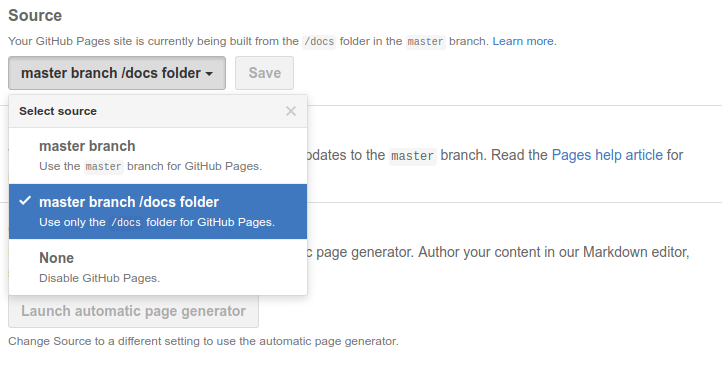 Source
Your GitHub Pages site is currently being built from the /docs folder in the master branch. Learn more.
master branch /docs folder Save
Select source
master branch
Use the master branch for GitHub Pages.
pdates to the master branch. Read the Pages help article for
master branch /docs folder
Use only the /docs folder for GitHub Pages.
None
c page generator. Author your content in our Markdown editor,
Disable GitHub Pages.
Launch automatic page generator
Change Source to a different setting to use the automatic page generator.